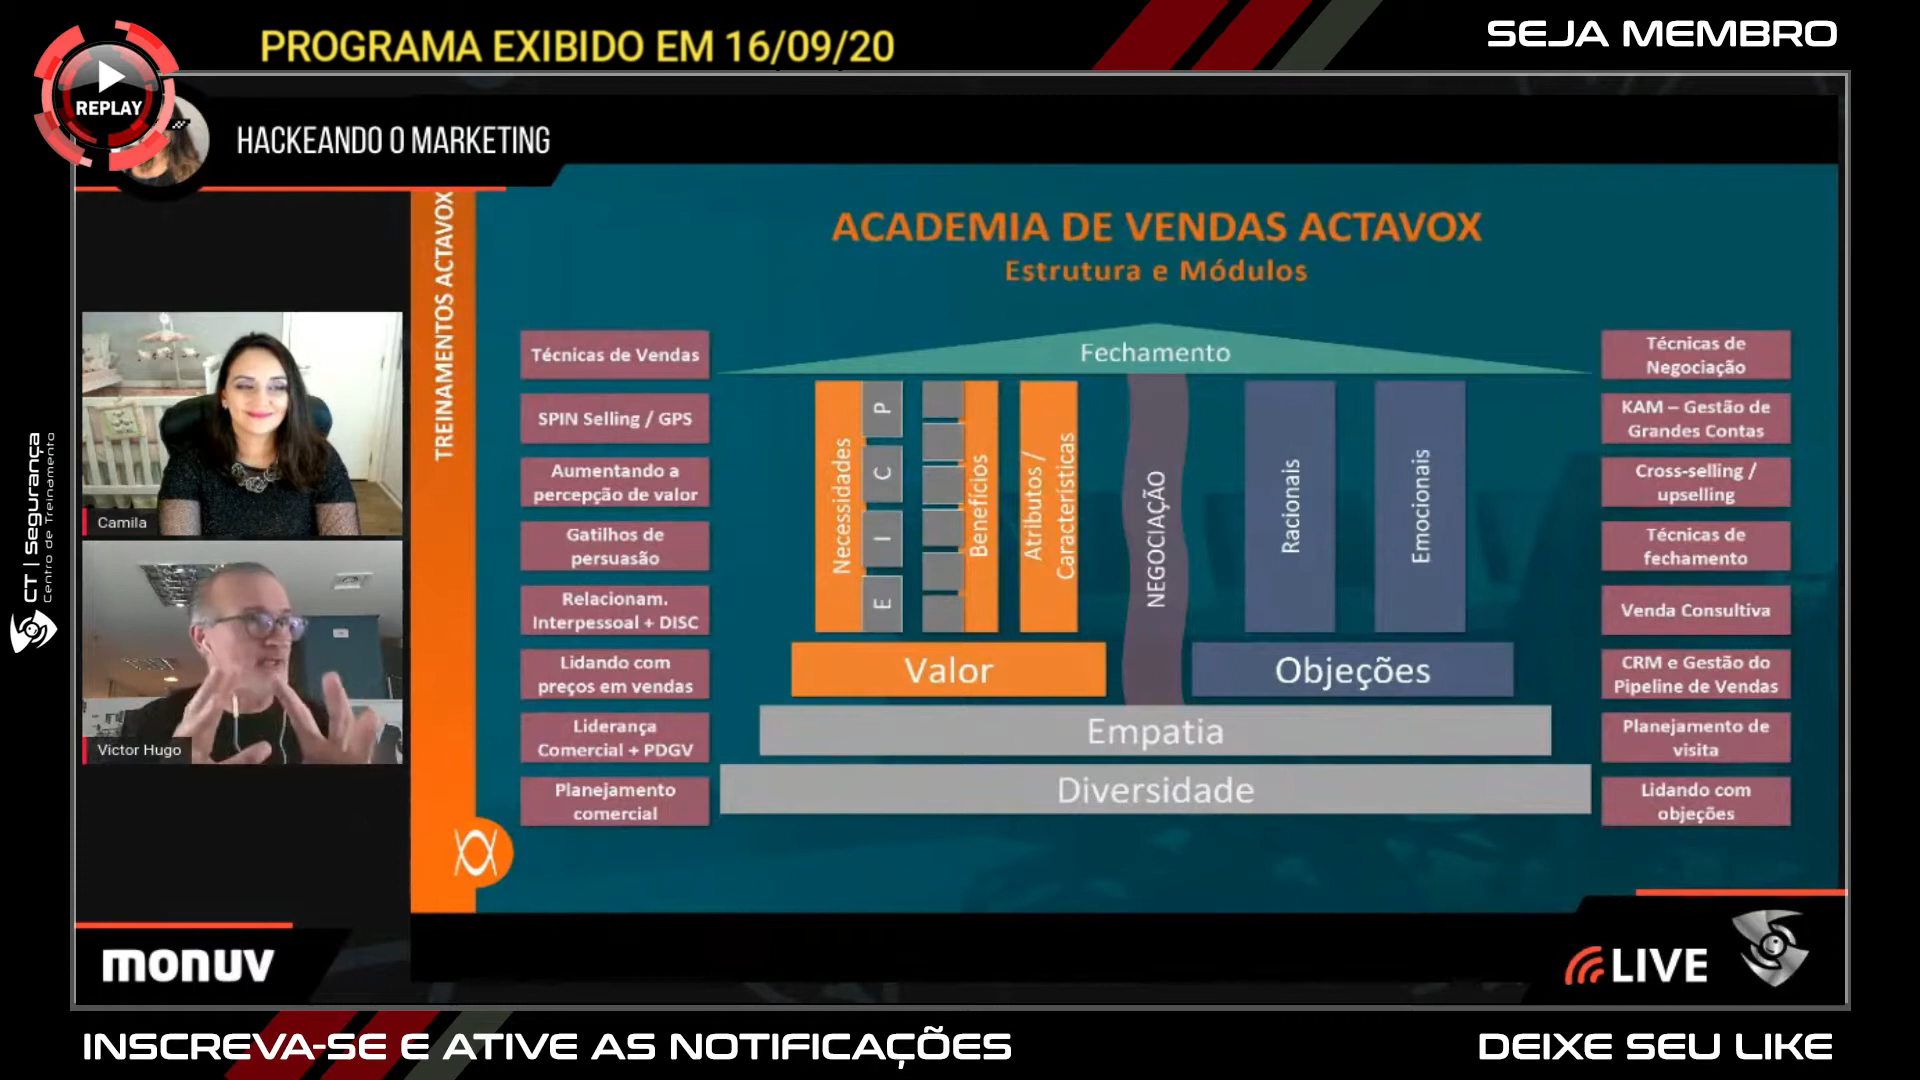 PROGRAMA EXIBIDO EM 16/09/20
SEJA MEMBRO
REPLAY
HACKEANDO O MARKETING
TREINAMENTOS ACTAVOX
ACADEMIA DE VENDAS ACTAVOX
Estrutura e Módulos
Técnicas de Vendas
SPIN Selling / GPS
Aumentando a
percepção de valor
Gatilhos de
persuasão
Relacionam.
Interpessoal + DISC
Lidando com
preços em vendas
Liderança
Comercial + PDGV
Planejamento
comercial
Fechamento
Necessidades
P
C
I
E
Benefícios
Atributos /
Características
NEGOCIAÇÃO
Racionais
Emocionais
Valor
Objeções
Empatia
Diversidade
Técnicas de
Negociação
KAM – Gestão de
Grandes Contas
Cross-selling /
upselling
Técnicas de
fechamento
Venda Consultiva
CRM e Gestão do
Pipeline de Vendas
Planejamento de
visita
Lidando com
objeções
Camila
Victor Hugo
CT | Segurança
Centro de Treinamento
monuv
LIVE
INSCREVA-SE E ATIVE AS NOTIFICAÇÕES
DEIXE SEU LIKE